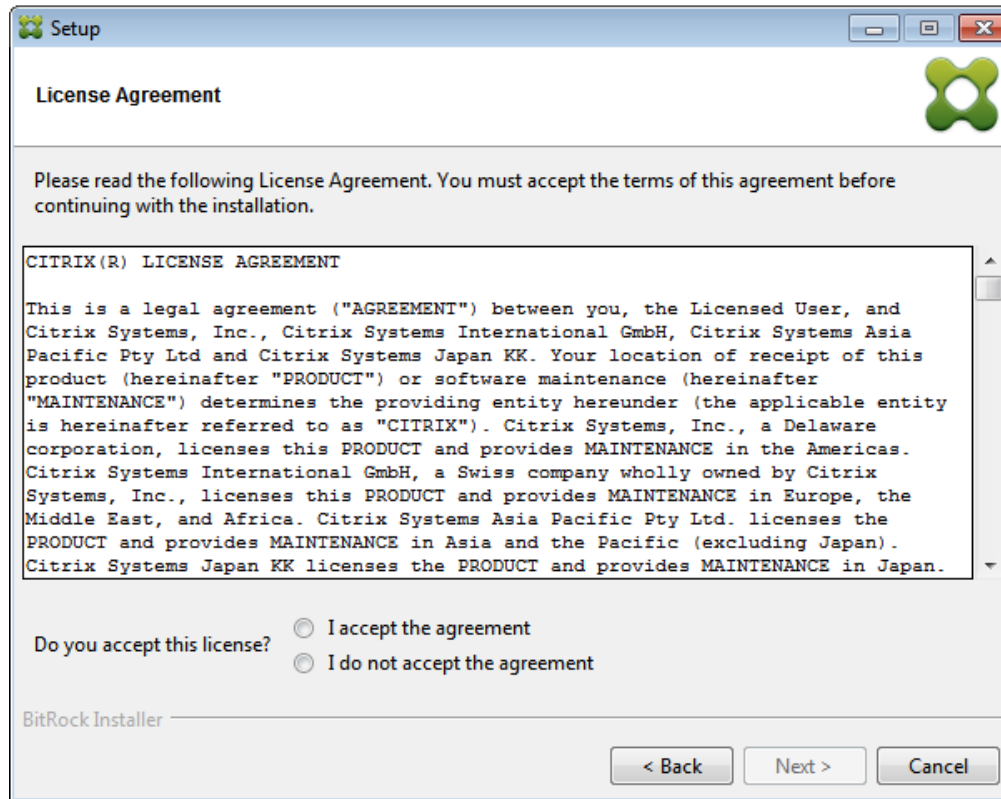 Setup
License Agreement
Please read the following License Agreement. You must accept the terms of this agreement before
continuing with the installation.
CITRIX(R) LICENSE AGREEMENT
This is a legal agreement ("AGREEMENT") between you, the Licensed User, and
Citrix Systems, Inc., Citrix Systems International GmbH, Citrix Systems Asia
Pacific Pty Ltd and Citrix Systems Japan KK. Your location of receipt of this
product (hereinafter "PRODUCT") or software maintenance (hereinafter
"MAINTENANCE") determines the providing entity hereunder (the applicable entity
is hereinafter referred to as "CITRIX"). Citrix Systems, Inc., a Delaware
corporation, licenses this PRODUCT and provides MAINTENANCE in the Americas.
Citrix Systems International GmbH, a Swiss company wholly owned by Citrix
Systems, Inc., licenses this PRODUCT and provides MAINTENANCE in Europe, the
Middle East, and Africa. Citrix Systems Asia Pacific Pty Ltd. licenses the
PRODUCT and provides MAINTENANCE in Asia and the Pacific (excluding Japan).
Citrix Systems Japan KK licenses the PRODUCT and provides MAINTENANCE in Japan.
Do you accept this license?
I accept the agreement
I do not accept the agreement
BitRock Installer
< Back Next > Cancel